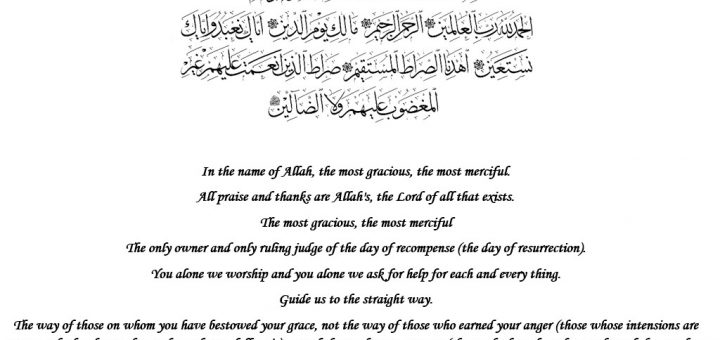 الحمد لله رب العالمين الرحمن الرحيم مالك يوم الدين اياك نعبد واياك
نستعين اهدنا الصراط المستقيم صراط الذين انعمت عليهم غير
المغضوب عليهم ولا الضالين
In the name of Allah, the most gracious, the most merciful.
All praise and thanks are Allah's, the Lord of all that exists.
The most gracious, the most merciful
The only owner and only ruling judge of the day of recompense (the day of resurrection).
You alone we worship and you alone we ask for help for each and every thing.
Guide us to the straight way.
The way of those on whom you have bestowed your grace, not the way of those who earned your anger (those whose intensions are